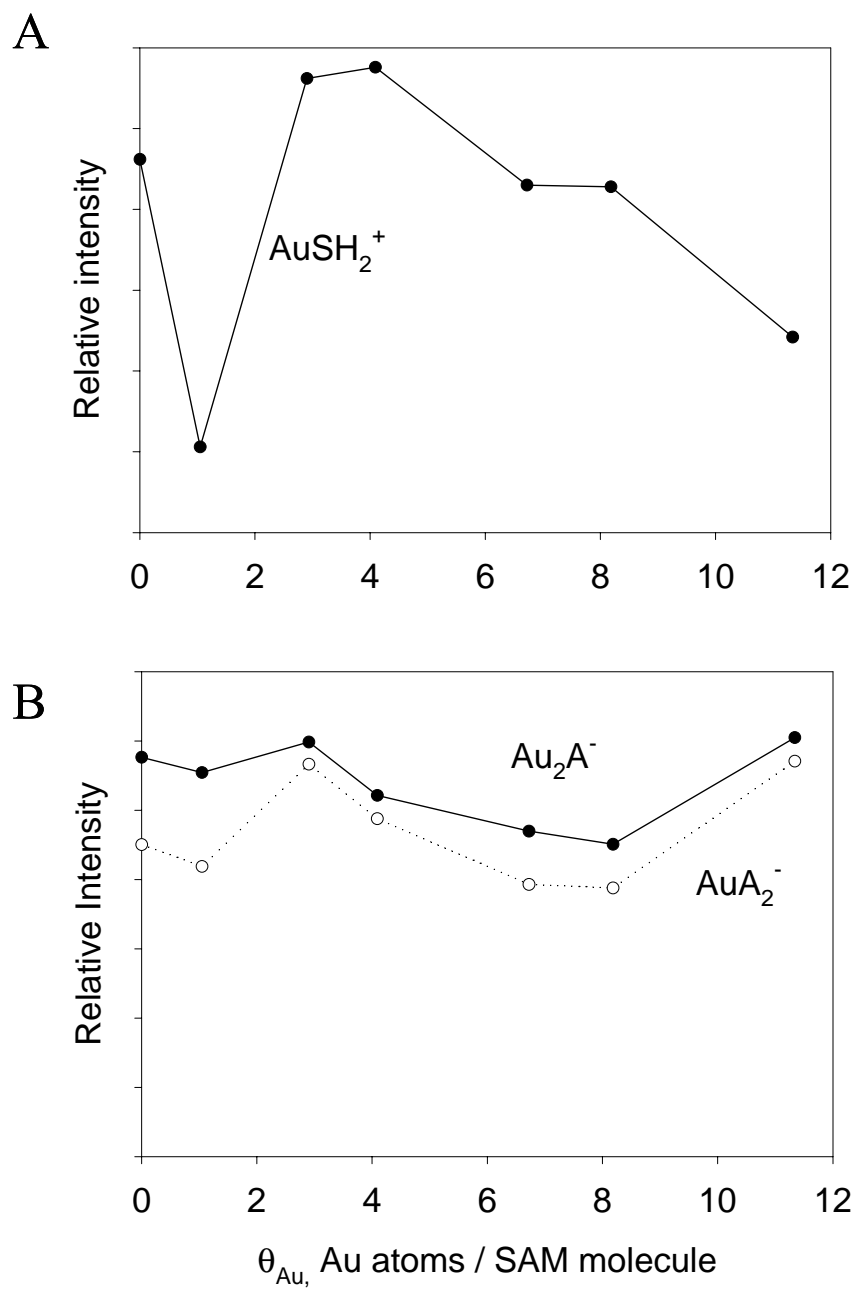 A
Relative intensity
AuSH₂⁺
0 2 4 6 8 10 12
B
Relative Intensity
Au₂A⁻
AuA₂⁻
0 2 4 6 8 10 12
θAu, Au atoms / SAM molecule